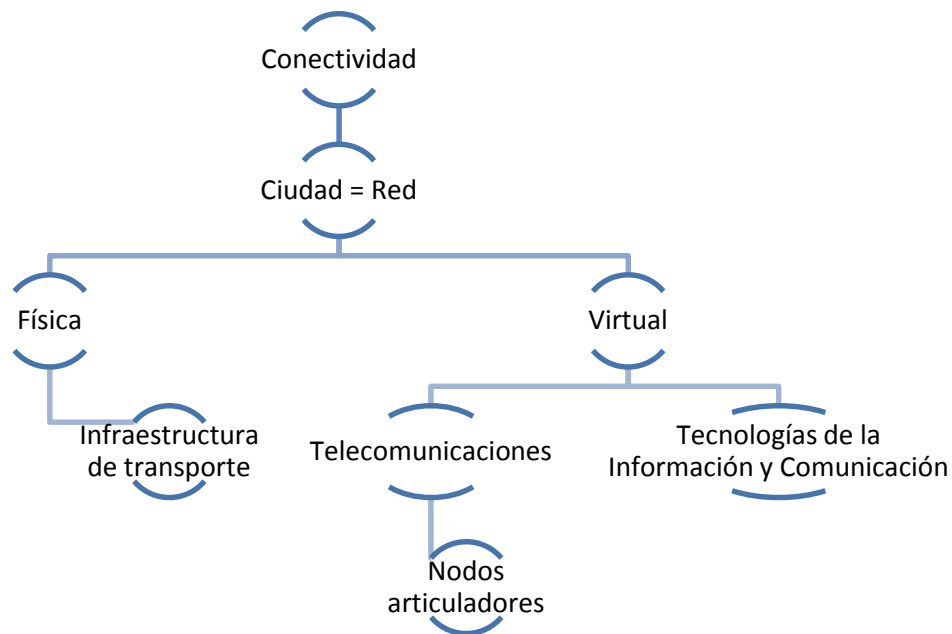 Conectividad
Ciudad = Red
Física
Virtual
Infraestructura
de transporte
Telecomunicaciones
Tecnologías de la
Información y Comunicación
Nodos
articuladores